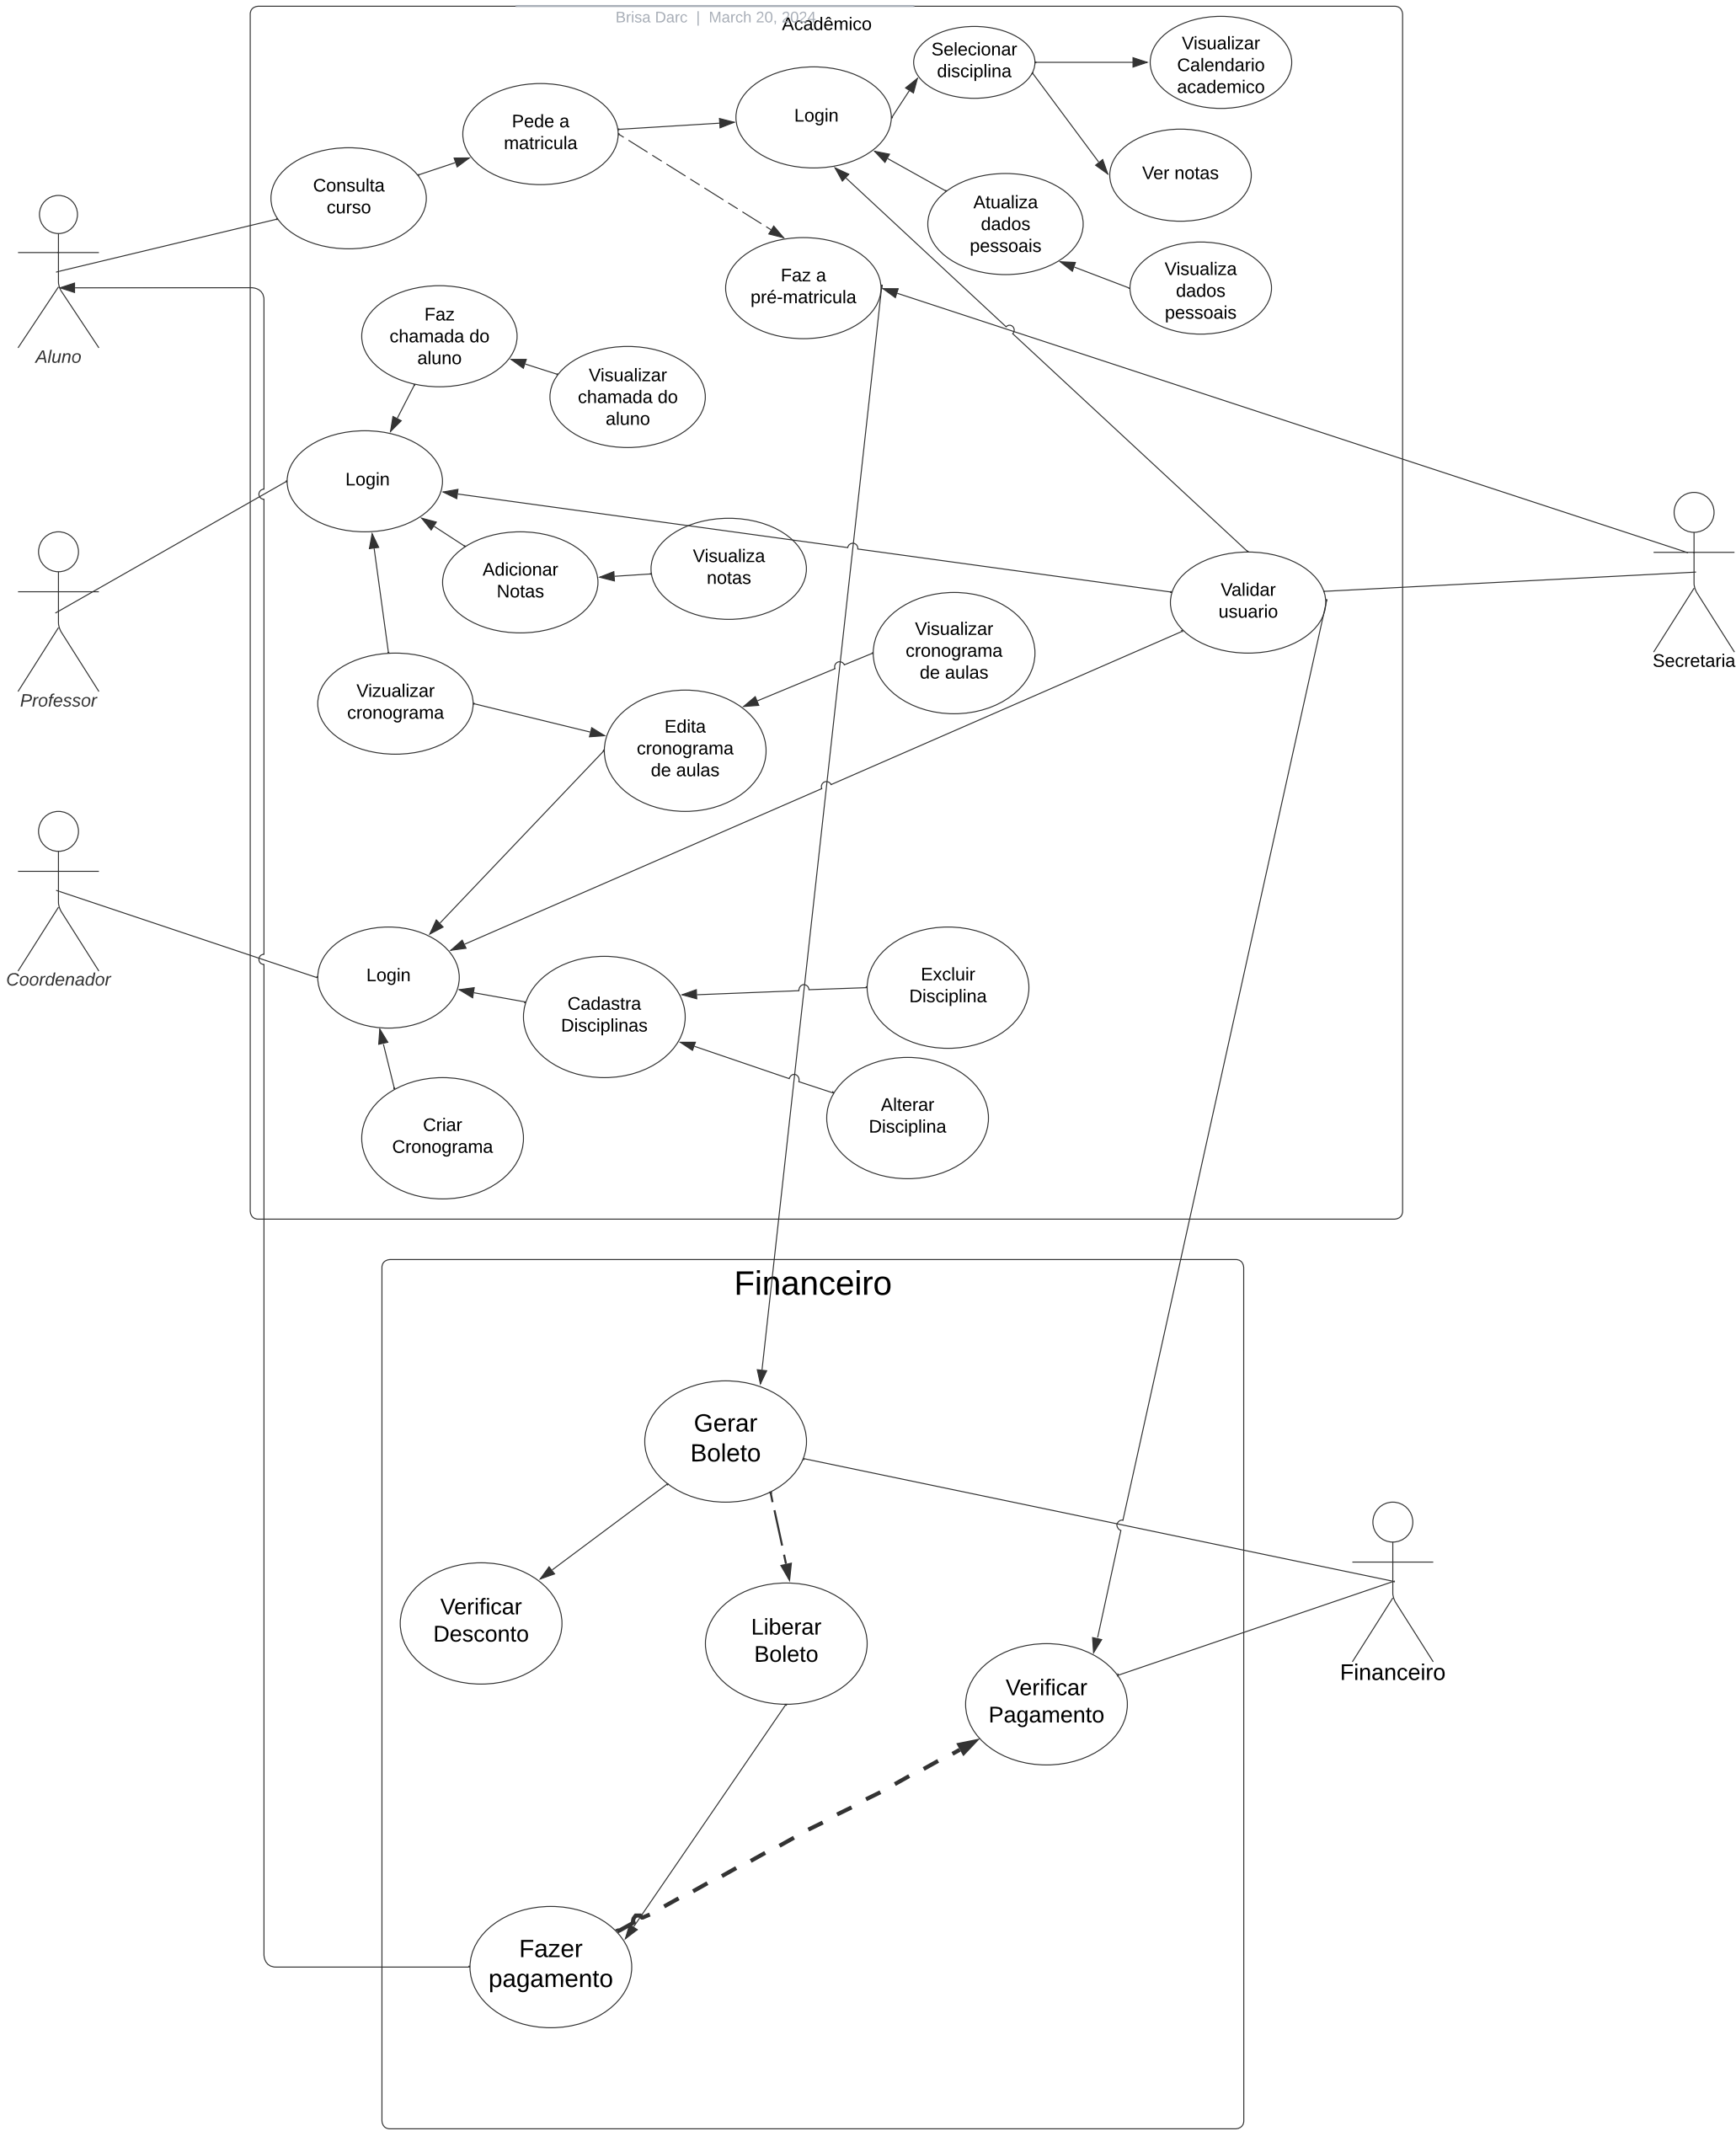 Brisa Darc | March 20, 2024
Acadêmico
Selecionar
disciplina
Visualizar
Calendario
academico
Login
Pede a
matricula
Ver notas
Consulta
curso
Atualiza
dados
pessoais
Visualiza
dados
pessoais
Faz a
pré-matricula
Aluno
Faz
chamada do
aluno
Visualizar
chamada do
aluno
Login
Adicionar
Notas
Visualiza
notas
Validar
usuario
Secretaria
Professor
Vizualizar
cronograma
Visualizar
cronograma
de aulas
Edita
cronograma
de aulas
Coordenador
Login
Cadastra
Disciplinas
Excluir
Disciplina
Alterar
Disciplina
Criar
Cronograma
Financeiro
Gerar
Boleto
Verificar
Desconto
Liberar
Boleto
Verificar
Pagamento
Financeiro
Fazer
pagamento